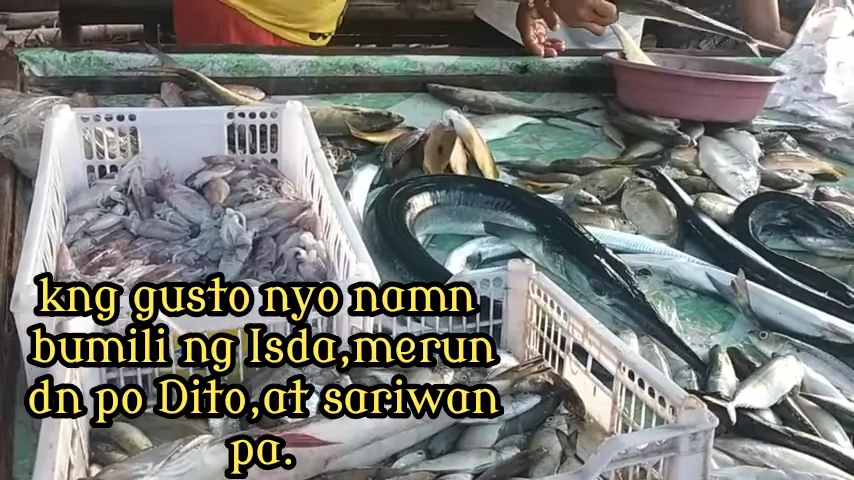 kng gusto nyo namn
bumili ng Isda,merun
dn po Dito,at sariwan
pa.